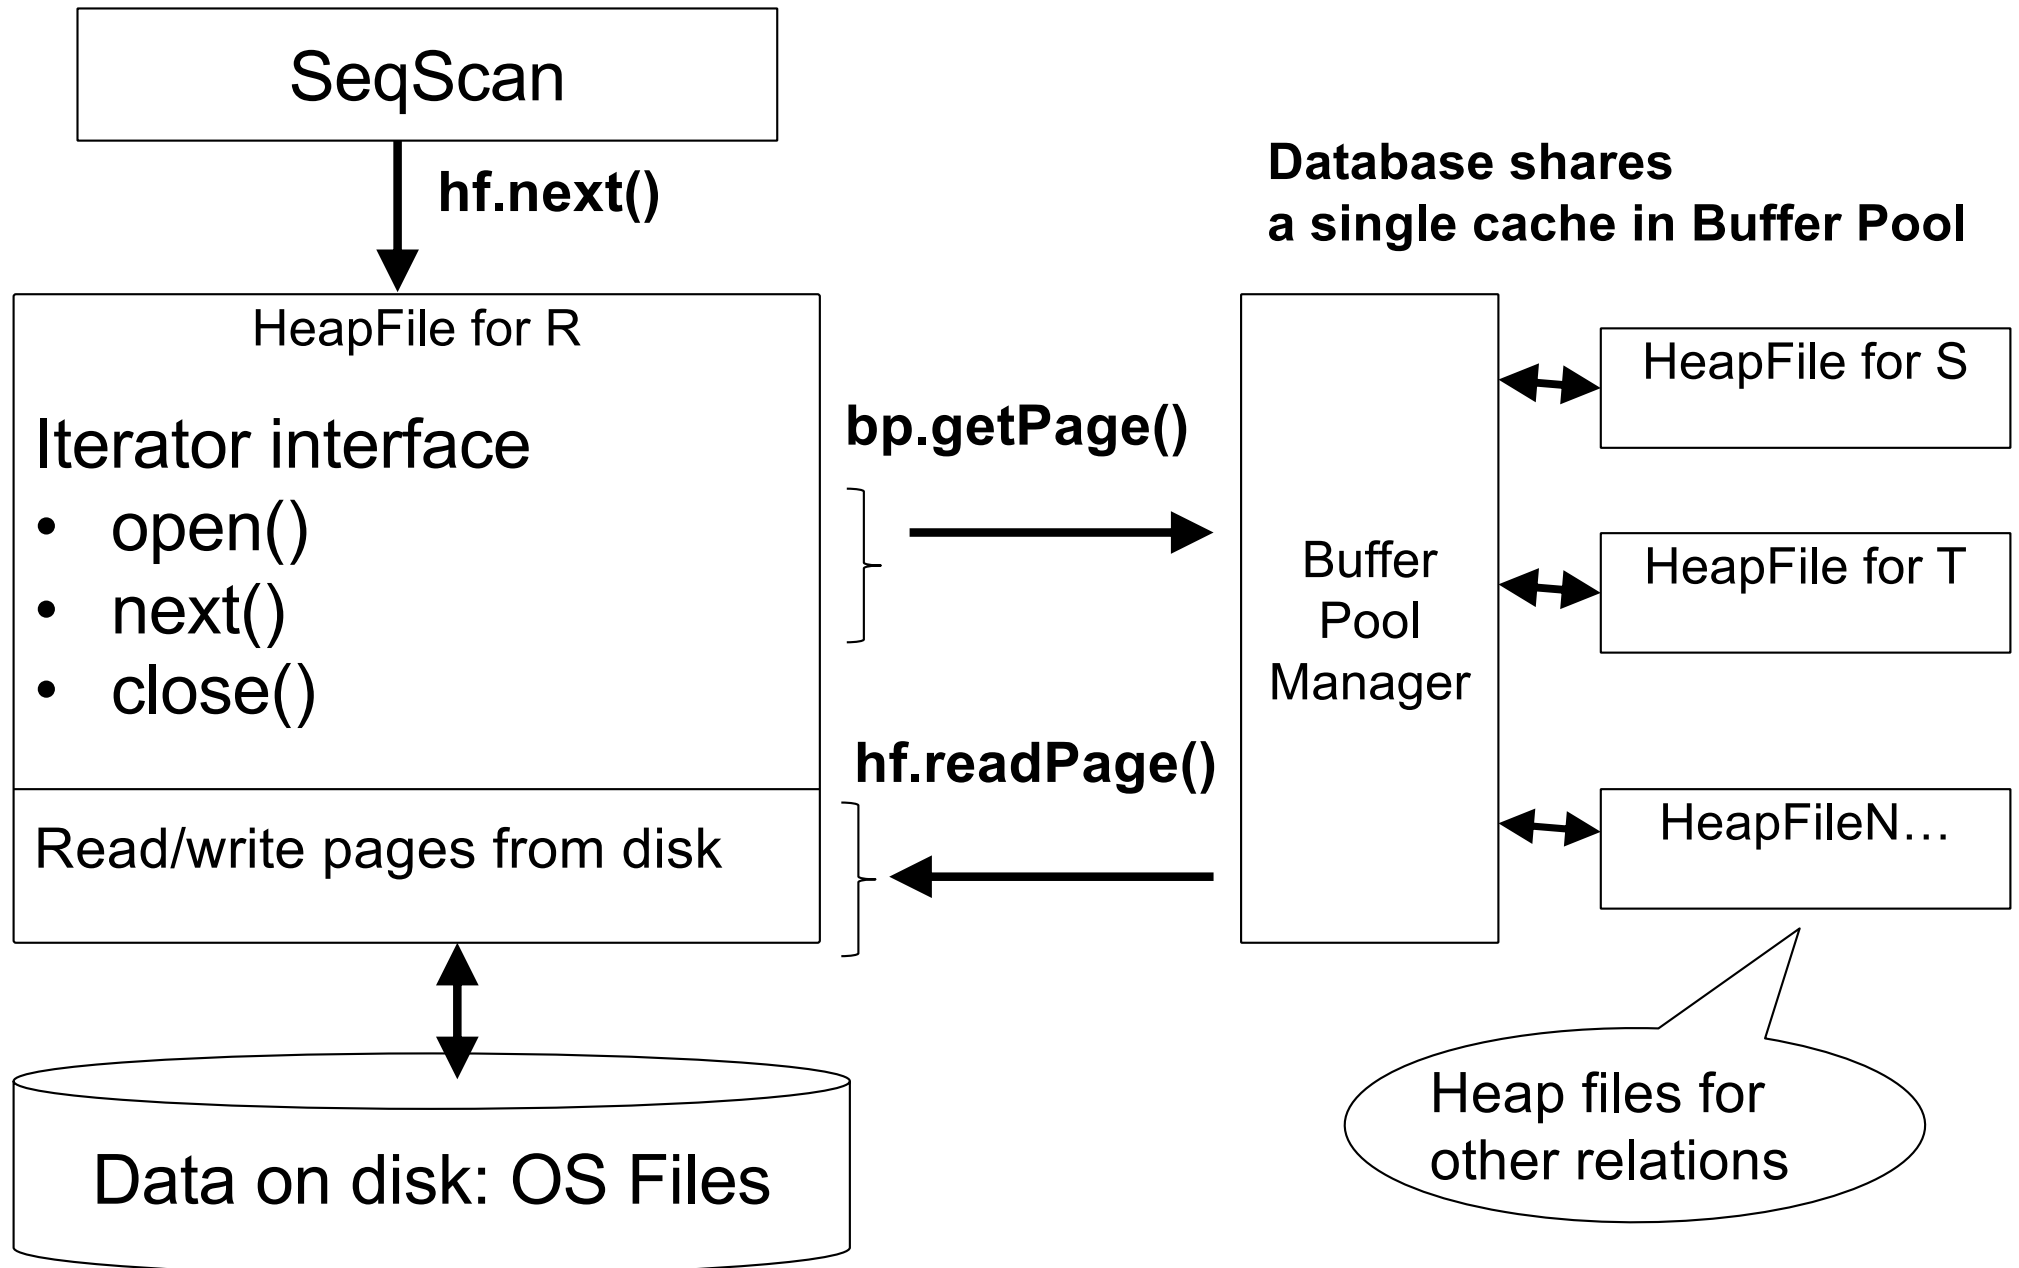 SeqScan
hf.next()
Database shares
a single cache in Buffer Pool
HeapFile for R
Iterator interface
• open()
• next()
• close()
Read/write pages from disk
bp.getPage()
hf.readPage()
Buffer
Pool
Manager
HeapFile for S
HeapFile for T
HeapFileN…
Heap files for
other relations
Data on disk: OS Files